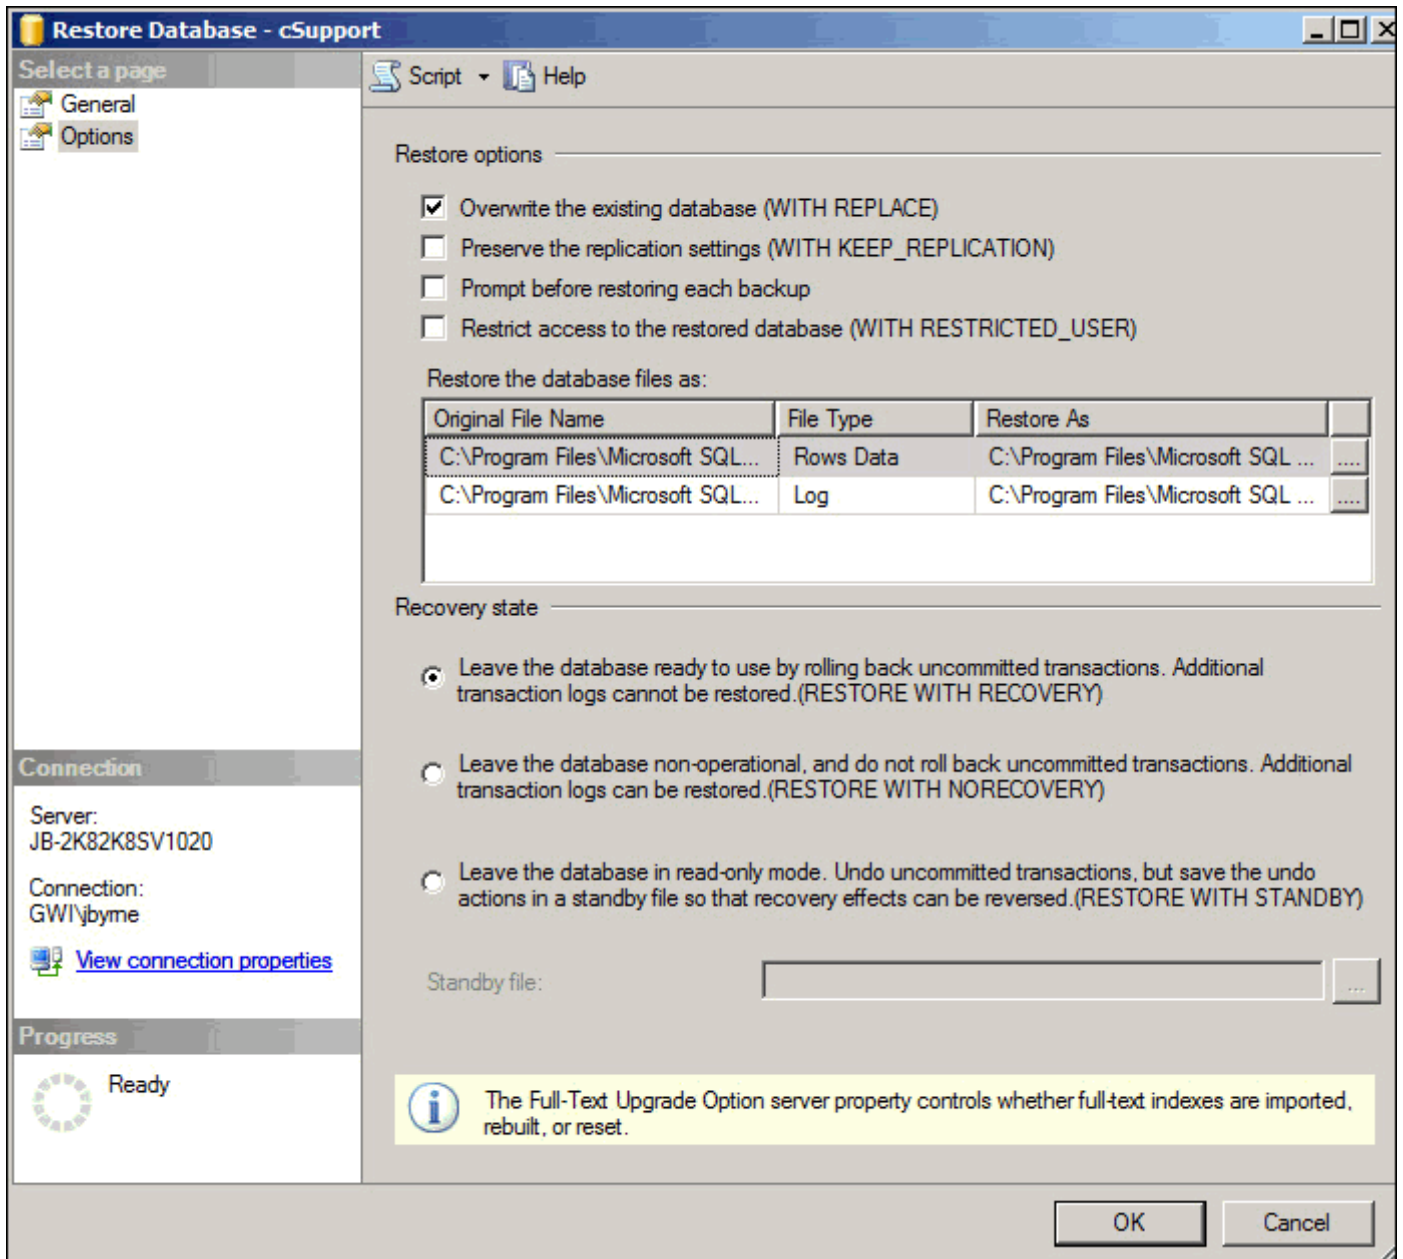 Restore Database - cSupport
Select a page
General
Options
Script
Help
Restore options
Overwrite the existing database (WITH REPLACE)
Preserve the replication settings (WITH KEEP_REPLICATION)
Prompt before restoring each backup
Restrict access to the restored database (WITH RESTRICTED_USER)
Restore the database files as:
Original File Name File Type Restore As
C:\Program Files\Microsoft SQL... Rows Data C:\Program Files\Microsoft SQL ... ....
C:\Program Files\Microsoft SQL... Log C:\Program Files\Microsoft SQL ... ....
Recovery state
Leave the database ready to use by rolling back uncommitted transactions. Additional
transaction logs cannot be restored.(RESTORE WITH RECOVERY)
Leave the database non-operational, and do not roll back uncommitted transactions. Additional
transaction logs can be restored.(RESTORE WITH NORECOVERY)
Leave the database in read-only mode. Undo uncommitted transactions, but save the undo
actions in a standby file so that recovery effects can be reversed.(RESTORE WITH STANDBY)
Standby file: ...
Connection
Server:
JB-2K82K8SV1020
Connection:
GWI\jbyrne
View connection properties
Progress
Ready
The Full-Text Upgrade Option server property controls whether full-text indexes are imported,
rebuilt, or reset.
OK Cancel